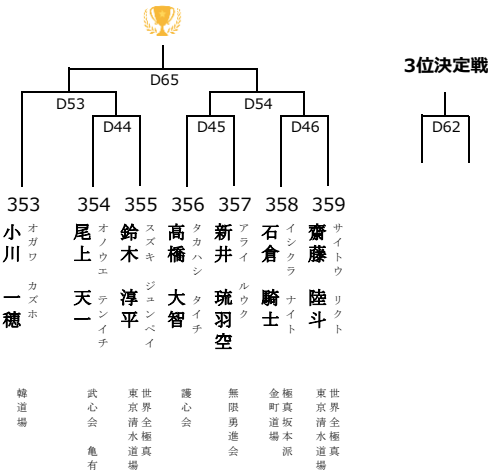 D65
3位決定戦
D53
D54
D44
D45
D46
D62
353
354
355
356
357
358
359
小川 一穂
オガワ カズホ
尾上 天一
オノウエ テンイチ
鈴木 淳平
スズキ ジュンペイ
高橋 大智
タカハシ タイチ
新井 琉羽空
アライ ルウク
石倉 騎士
イシクラ ナイト
齋藤 陸斗
サイトウ リクト
韓道場
武心会 亀有
世界全極真
東京清水道場
護心会
無限勇進会
極真坂本派
金町道場
世界全極真
東京清水道場